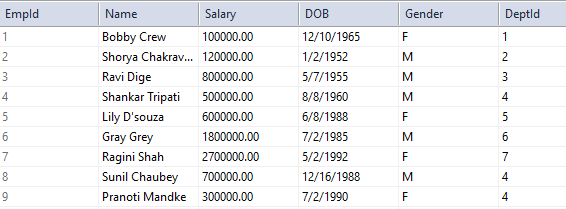 EmpId Name Salary DOB Gender DeptId
1 Bobby Crew 100000.00 12/10/1965 F 1
2 Shorya Chakrav... 120000.00 1/2/1952 M 2
3 Ravi Dige 800000.00 5/7/1955 M 3
4 Shankar Tripati 500000.00 8/8/1960 M 4
5 Lily D'souza 600000.00 6/8/1988 F 5
6 Gray Grey 1800000.00 7/2/1985 M 6
7 Ragini Shah 2700000.00 5/2/1992 F 7
8 Sunil Chaubey 700000.00 12/16/1988 M 4
9 Pranoti Mandke 300000.00 7/2/1990 F 4